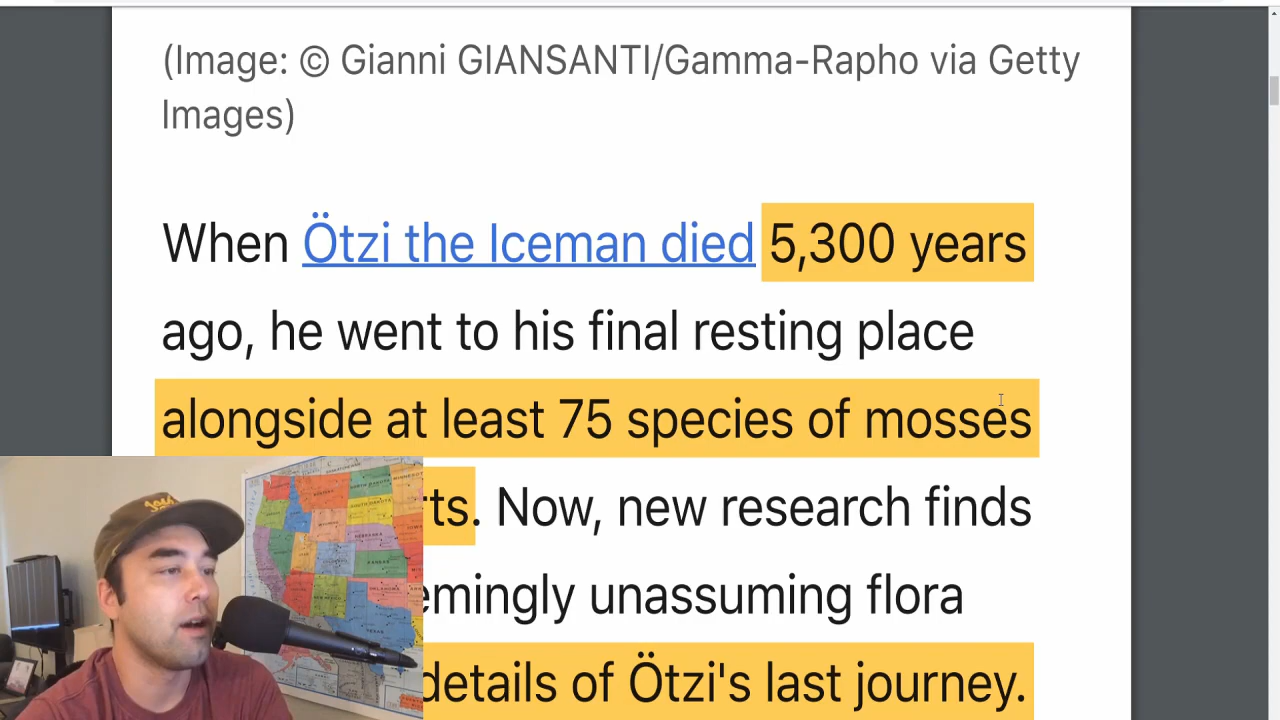 (Image: © Gianni GIANSANTI/Gamma-Rapho via Getty
Images)
When Ötzi the Iceman died 5,300 years
ago, he went to his final resting place
alongside at least 75 species of mosses
rts. Now, new research finds
emingly unassuming flora
details of Ötzi's last journey.